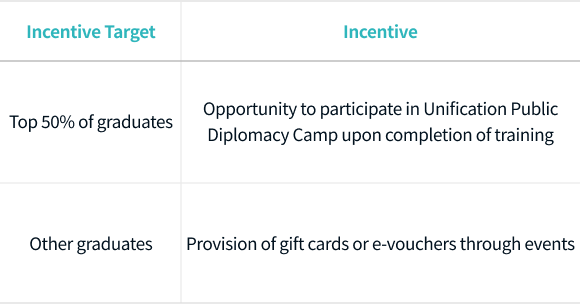 Incentive Target
Incentive
Top 50% of graduates
Opportunity to participate in Unification Public
Diplomacy Camp upon completion of training
Other graduates
Provision of gift cards or e-vouchers through events